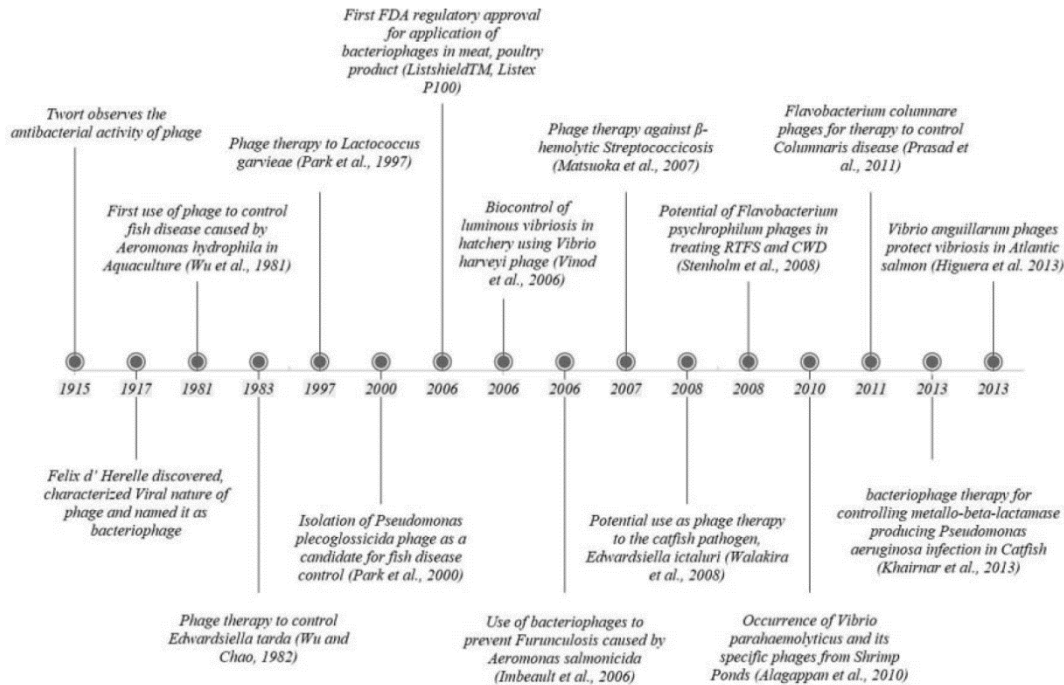 First FDA regulatory approval
for application of
bacteriophages in meat, poultry
product (ListshieldTM, Listex
P100)
Twort observes the
antibacterial activity of phage
Phage therapy to Lactococcus
garvieae (Park et al., 1997)
Phage therapy against β-
hemolytic Streptococcicosis
(Matsuoka et al., 2007)
Flavobacterium columnare
phages for therapy to control
Columnaris disease (Prasad et
al., 2011)
First use of phage to control
fish disease caused by
Aeromonas hydrophila in
Aquaculture (Wu et al., 1981)
Biocontrol of
luminous vibriosis in
hatchery using Vibrio
harveyi phage (Vinod
et al., 2006)
Potential of Flavobacterium
psychrophilum phages in
treating RTFS and CWD
(Stenholm et al., 2008)
Vibrio anguillarum phages
protect vibriosis in Atlantic
salmon (Higuera et al. 2013)
1915 1917 1981 1983 1997 2000 2006 2006 2006 2007 2008 2008 2010 2011 2013 2013
Felix d' Herelle discovered,
characterized Viral nature of
phage and named it as
bacteriophage
Isolation of Pseudomonas
plecoglossicida phage as a
candidate for fish disease
control (Park et al., 2000)
Potential use as phage therapy
to the catfish pathogen,
Edwardsiella ictaluri (Walakira
et al., 2008)
bacteriophage therapy for
controlling metallo-beta-lactamase
producing Pseudomonas
aeruginosa infection in Catfish
(Khairnar et al., 2013)
Phage therapy to control
Edwardsiella tarda (Wu and
Chao, 1982)
Use of bacteriophages to
prevent Furunculosis caused by
Aeromonas salmonicida
(Imbeault et al., 2006)
Occurrence of Vibrio
parahaemolyticus and its
specific phages from Shrimp
Ponds (Alagappan et al., 2010)